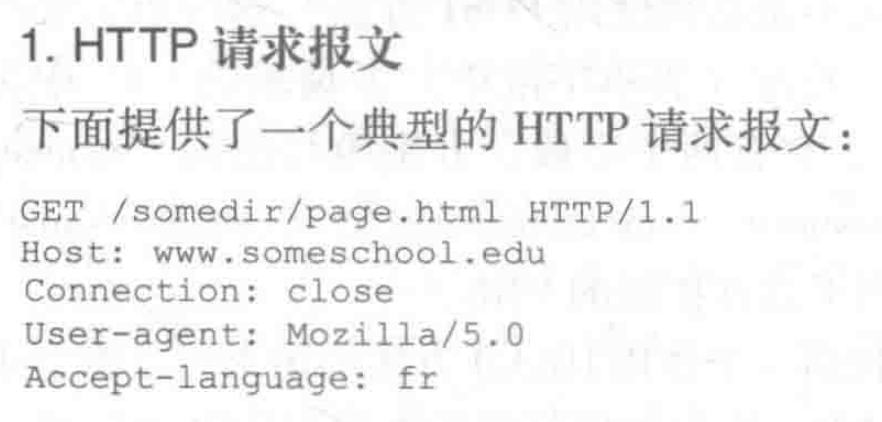 1. HTTP 请求报文
下面提供了一个典型的 HTTP 请求报文：
GET /somedir/page.html HTTP/1.1
Host: www.someschool.edu
Connection: close
User-agent: Mozilla/5.0
Accept-language: fr